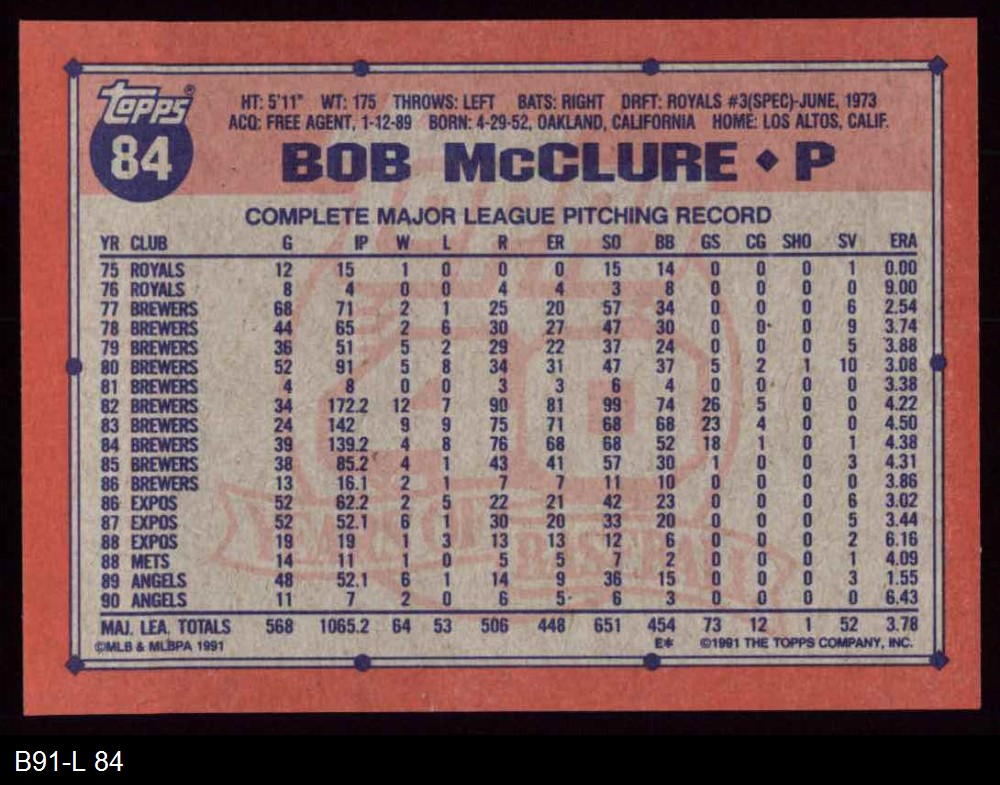 Topps®
84
HT: 5'11" WT: 175 THROWS: LEFT BATS: RIGHT DRFT: ROYALS #3(SPEC)-JUNE, 1973
ACQ: FREE AGENT, 1-12-89 BORN: 4-29-52, OAKLAND, CALIFORNIA HOME: LOS ALTOS, CALIF.
BOB McCLURE ◆ P
COMPLETE MAJOR LEAGUE PITCHING RECORD
YR CLUB G IP W L R ER SO BB GS CG SHO SV ERA
75 ROYALS 12 15 1 0 0 0 15 14 0 0 0 1 0.00
76 ROYALS 8 4 0 0 4 4 3 8 0 0 0 0 9.00
77 BREWERS 68 71 2 1 25 20 57 34 0 0 0 6 2.54
78 BREWERS 44 65 2 6 30 27 47 30 0 0 0 9 3.74
79 BREWERS 36 51 5 2 29 22 37 24 0 0 0 5 3.88
80 BREWERS 52 91 5 8 34 31 47 37 5 2 1 10 3.08
81 BREWERS 4 8 0 0 3 3 6 4 0 0 0 0 3.38
82 BREWERS 34 172.2 12 7 90 81 99 74 26 5 0 0 4.22
83 BREWERS 24 142 9 9 75 71 68 68 23 4 0 0 4.50
84 BREWERS 39 139.2 4 8 76 68 68 52 18 1 0 1 4.38
85 BREWERS 38 85.2 4 1 43 41 57 30 1 0 0 3 4.31
86 BREWERS 13 16.1 2 1 7 7 11 10 0 0 0 0 3.86
86 EXPOS 52 62.2 2 5 22 21 42 23 0 0 0 6 3.02
87 EXPOS 52 52.1 6 1 30 20 33 20 0 0 0 5 3.44
88 EXPOS 19 19 1 3 13 13 12 6 0 0 0 2 6.16
88 METS 14 11 1 0 5 5 7 2 0 0 0 1 4.09
89 ANGELS 48 52.1 6 1 14 9 36 15 0 0 0 3 1.55
90 ANGELS 11 7 2 0 6 5 6 3 0 0 0 0 6.43
MAJ. LEA. TOTALS 568 1065.2 64 53 506 448 651 454 73 12 1 52 3.78
©MLB & MLBPA 1991 E* ©1991 THE TOPPS COMPANY, INC.
Topps
40
YEARS OF BASEBALL
B91-L 84